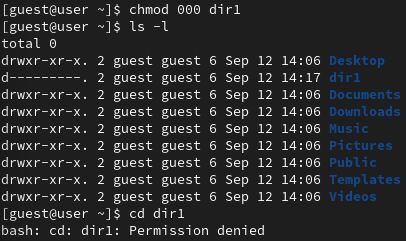 [guest@user ~]$ chmod 000 dir1
[guest@user ~]$ ls -l
total 0
drwxr-xr-x. 2 guest guest 6 Sep 12 14:06 Desktop
d---------. 2 guest guest 6 Sep 12 14:17 dir1
drwxr-xr-x. 2 guest guest 6 Sep 12 14:06 Documents
drwxr-xr-x. 2 guest guest 6 Sep 12 14:06 Downloads
drwxr-xr-x. 2 guest guest 6 Sep 12 14:06 Music
drwxr-xr-x. 2 guest guest 6 Sep 12 14:06 Pictures
drwxr-xr-x. 2 guest guest 6 Sep 12 14:06 Public
drwxr-xr-x. 2 guest guest 6 Sep 12 14:06 Templates
drwxr-xr-x. 2 guest guest 6 Sep 12 14:06 Videos
[guest@user ~]$ cd dir1
bash: cd: dir1: Permission denied